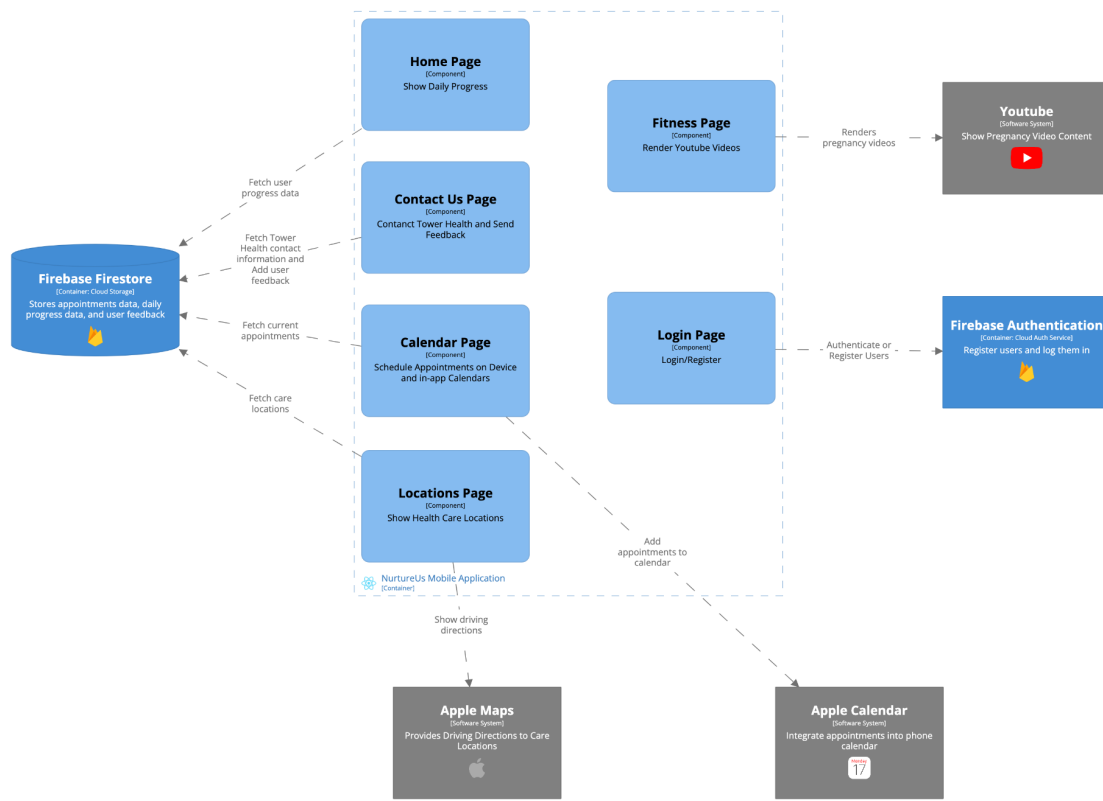 Home Page
[Component]
Show Daily Progress
Fitness Page
[Component]
Render Youtube Videos
Renders
pregnancy videos
Youtube
[Software System]
Show Pregnancy Video Content
Fetch user
progress data
Contact Us Page
[Component]
Contanct Tower Health and Send
Feedback
Fetch Tower
Health contact
information and
Add user
feedback
Firebase Firestore
[Container: Cloud Storage]
Stores appointments data, daily
progress data, and user feedback
Fetch current
appointments
Calendar Page
[Component]
Schedule Appointments on Device
and in-app Calendars
Login Page
[Component]
Login/Register
Authenticate or
Register Users
Firebase Authentication
[Container: Cloud Auth Service]
Register users and log them in
Fetch care
locations
Locations Page
[Component]
Show Health Care Locations
Add
appointments to
calendar
NurtureUs Mobile Application
[Container]
Show driving
directions
Apple Maps
[Software System]
Provides Driving Directions to Care
Locations
Apple Calendar
[Software System]
Integrate appointments into phone
calendar
Monday
17